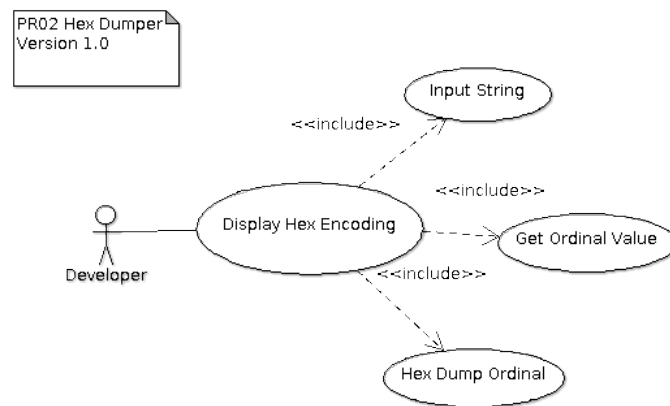 PR02 Hex Dumper
Version 1.0
Input String
<<include>>
<<include>>
Display Hex Encoding
Get Ordinal Value
Developer
<<include>>
Hex Dump Ordinal